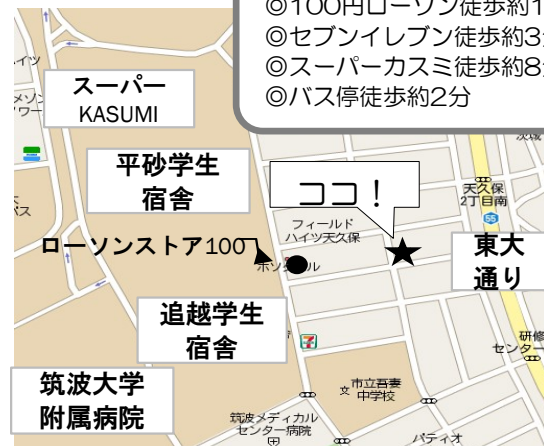 ◎100円ローソン徒歩約1
◎セブンイレブン徒歩約3
◎スーパーカスミ徒歩約8
◎バス停徒歩約2分
スーパー
KASUMI
平砂学生
宿舎
ココ！
天久保
2丁目南
55
フィールド
ハイツ天久保
ローソンストア100
東大
通り
追越学生
宿舎
研修
センター
筑波大学
附属病院
文市立吾妻
中学校
筑波メディカル
センター病院
パティオ